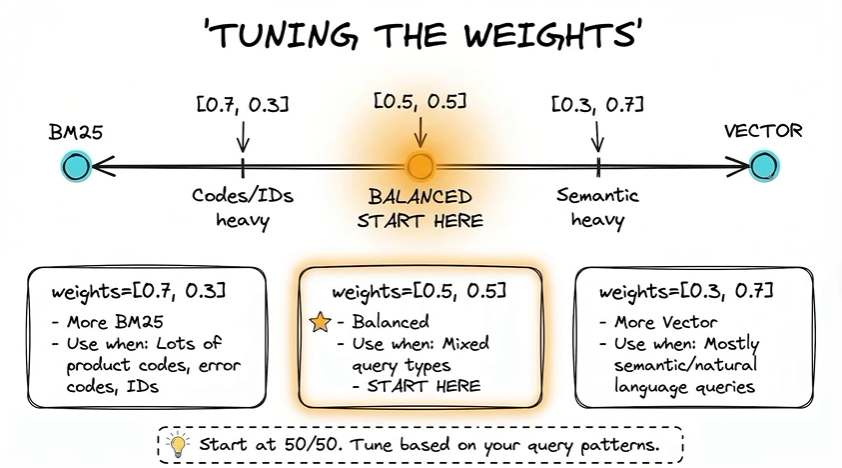 'TUNING THE WEIGHTS'
[0.7, 0.3]
[0.5, 0.5]
[0.3, 0.7]
BM25
VECTOR
Codes/IDs
heavy
BALANCED
START HERE
Semantic
heavy
weights=[0.7, 0.3]
- More BM25
- Use when: Lots of
product codes, error
codes, IDs
weights=[0.5, 0.5]
- Balanced
- Use when: Mixed
query types
- START HERE
weights=[0.3, 0.7]
- More Vector
- Use when: Mostly
semantic/natural
language queries
Start at 50/50. Tune based on your query patterns.